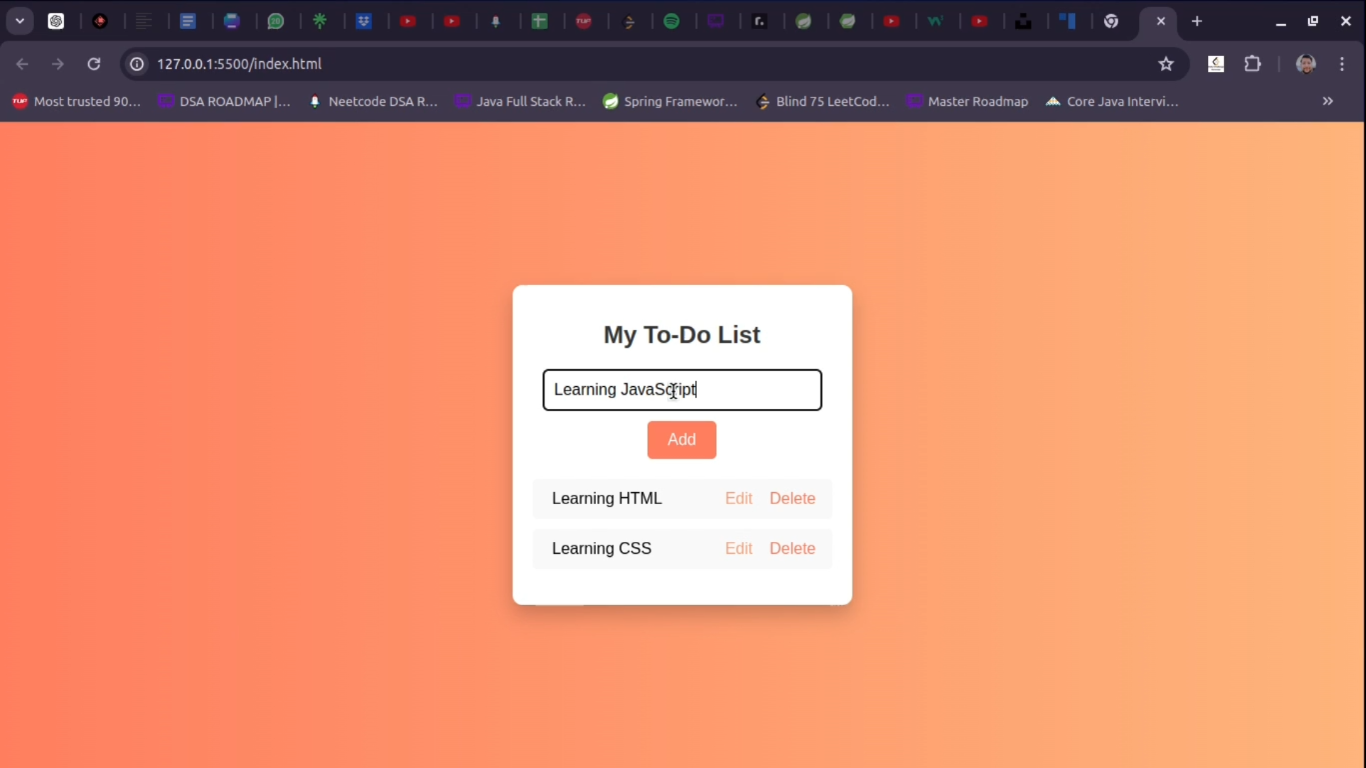 127.0.0.1:5500/index.html
Most trusted 90... DSA ROADMAP |... Neetcode DSA R... Java Full Stack R... Spring Framewor... Blind 75 LeetCod... Master Roadmap Core Java Intervi... »
My To-Do List
Learning JavaScript
Add
Learning HTML Edit Delete
Learning CSS Edit Delete